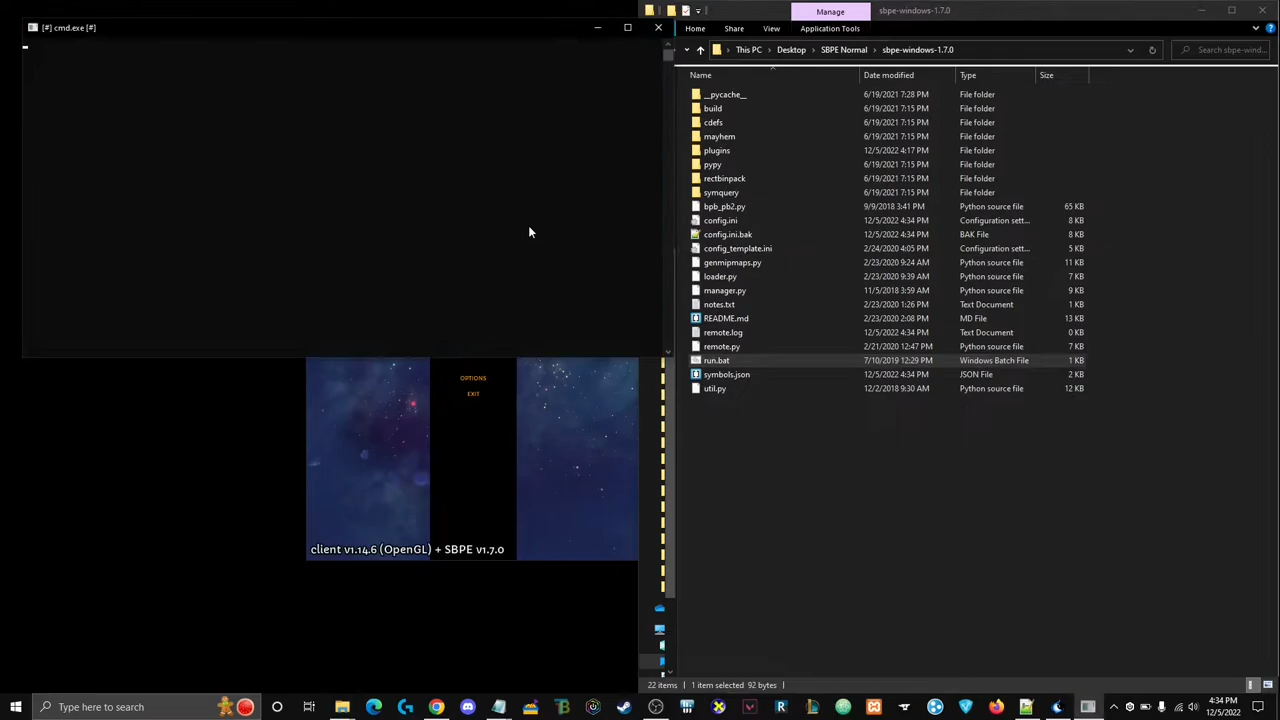 [#] cmd.exe [#]
Manage
sbpe-windows-1.7.0
Home
Share
View
Application Tools
This PC
Desktop
SBPE Normal
sbpe-windows-1.7.0
Search sbpe-wind...
Name
Date modified
Type
Size
__pycache__ 6/19/2021 7:28 PM File folder
build 6/19/2021 7:15 PM File folder
cdefs 6/19/2021 7:15 PM File folder
mayhem 6/19/2021 7:15 PM File folder
plugins 12/5/2022 4:17 PM File folder
pypy 6/19/2021 7:15 PM File folder
rectbinpack 6/19/2021 7:15 PM File folder
symquery 6/19/2021 7:15 PM File folder
bpb_pb2.py 9/9/2018 3:41 PM Python source file 65 KB
config.ini 12/5/2022 4:34 PM Configuration sett... 8 KB
config.ini.bak 12/5/2022 4:34 PM BAK File 8 KB
config_template.ini 2/24/2020 4:05 PM Configuration sett... 5 KB
genmipmaps.py 2/23/2020 9:24 AM Python source file 11 KB
loader.py 2/23/2020 9:39 AM Python source file 7 KB
manager.py 11/5/2018 3:59 AM Python source file 9 KB
notes.txt 2/23/2020 1:26 PM Text Document 1 KB
README.md 2/23/2020 2:08 PM MD File 13 KB
remote.log 12/5/2022 4:34 PM Text Document 0 KB
remote.py 2/21/2020 12:47 PM Python source file 7 KB
run.bat 7/10/2019 12:29 PM Windows Batch File 1 KB
symbols.json 12/5/2022 4:34 PM JSON File 2 KB
util.py 12/2/2018 9:30 AM Python source file 12 KB
OPTIONS
EXIT
client v1.14.6 (OpenGL) + SBPE v1.7.0
22 items
1 item selected 92 bytes
Type here to search
4:34 PM
12/5/2022